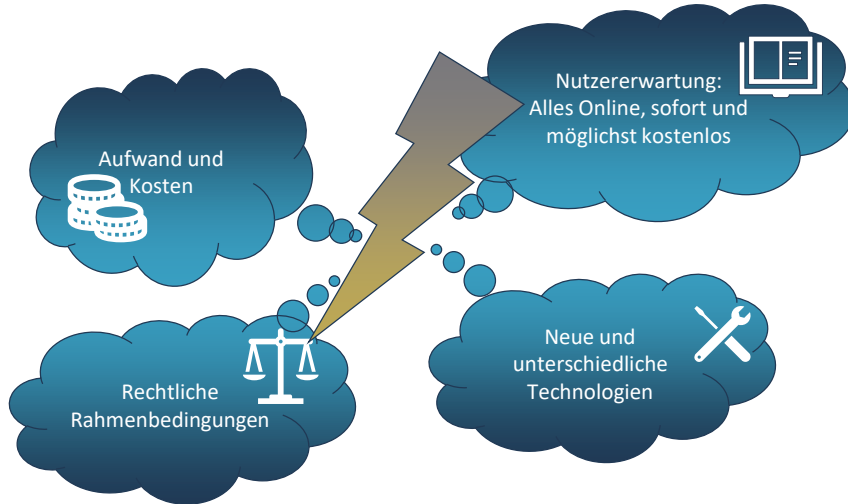 Nutzererwartung:
Alles Online, sofort und
möglichst kostenlos
Aufwand und
Kosten
Neue und
unterschiedliche
Technologien
Rechtliche
Rahmenbedingungen